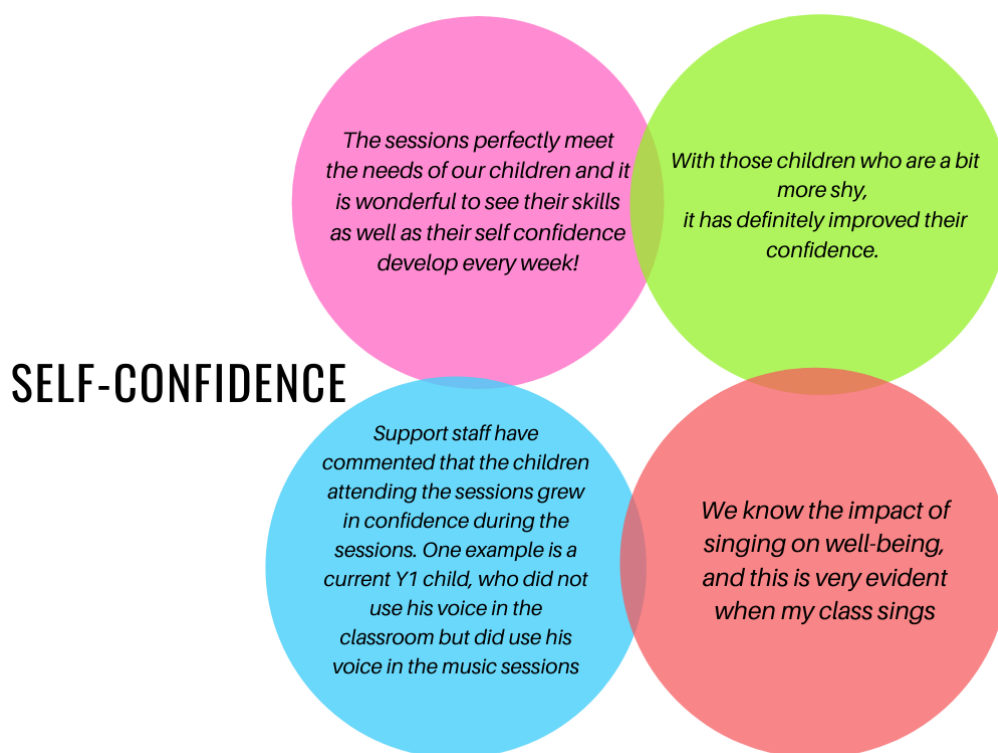 The sessions perfectly meet
the needs of our children and it
is wonderful to see their skills
as well as their self confidence
develop every week!
With those children who are a bit
more shy,
it has definitely improved their
confidence.
SELF-CONFIDENCE
Support staff have
commented that the children
attending the sessions grew
in confidence during the
sessions. One example is a
current Y1 child, who did not
use his voice in the
classroom but did use his
voice in the music sessions
We know the impact of
singing on well-being,
and this is very evident
when my class sings